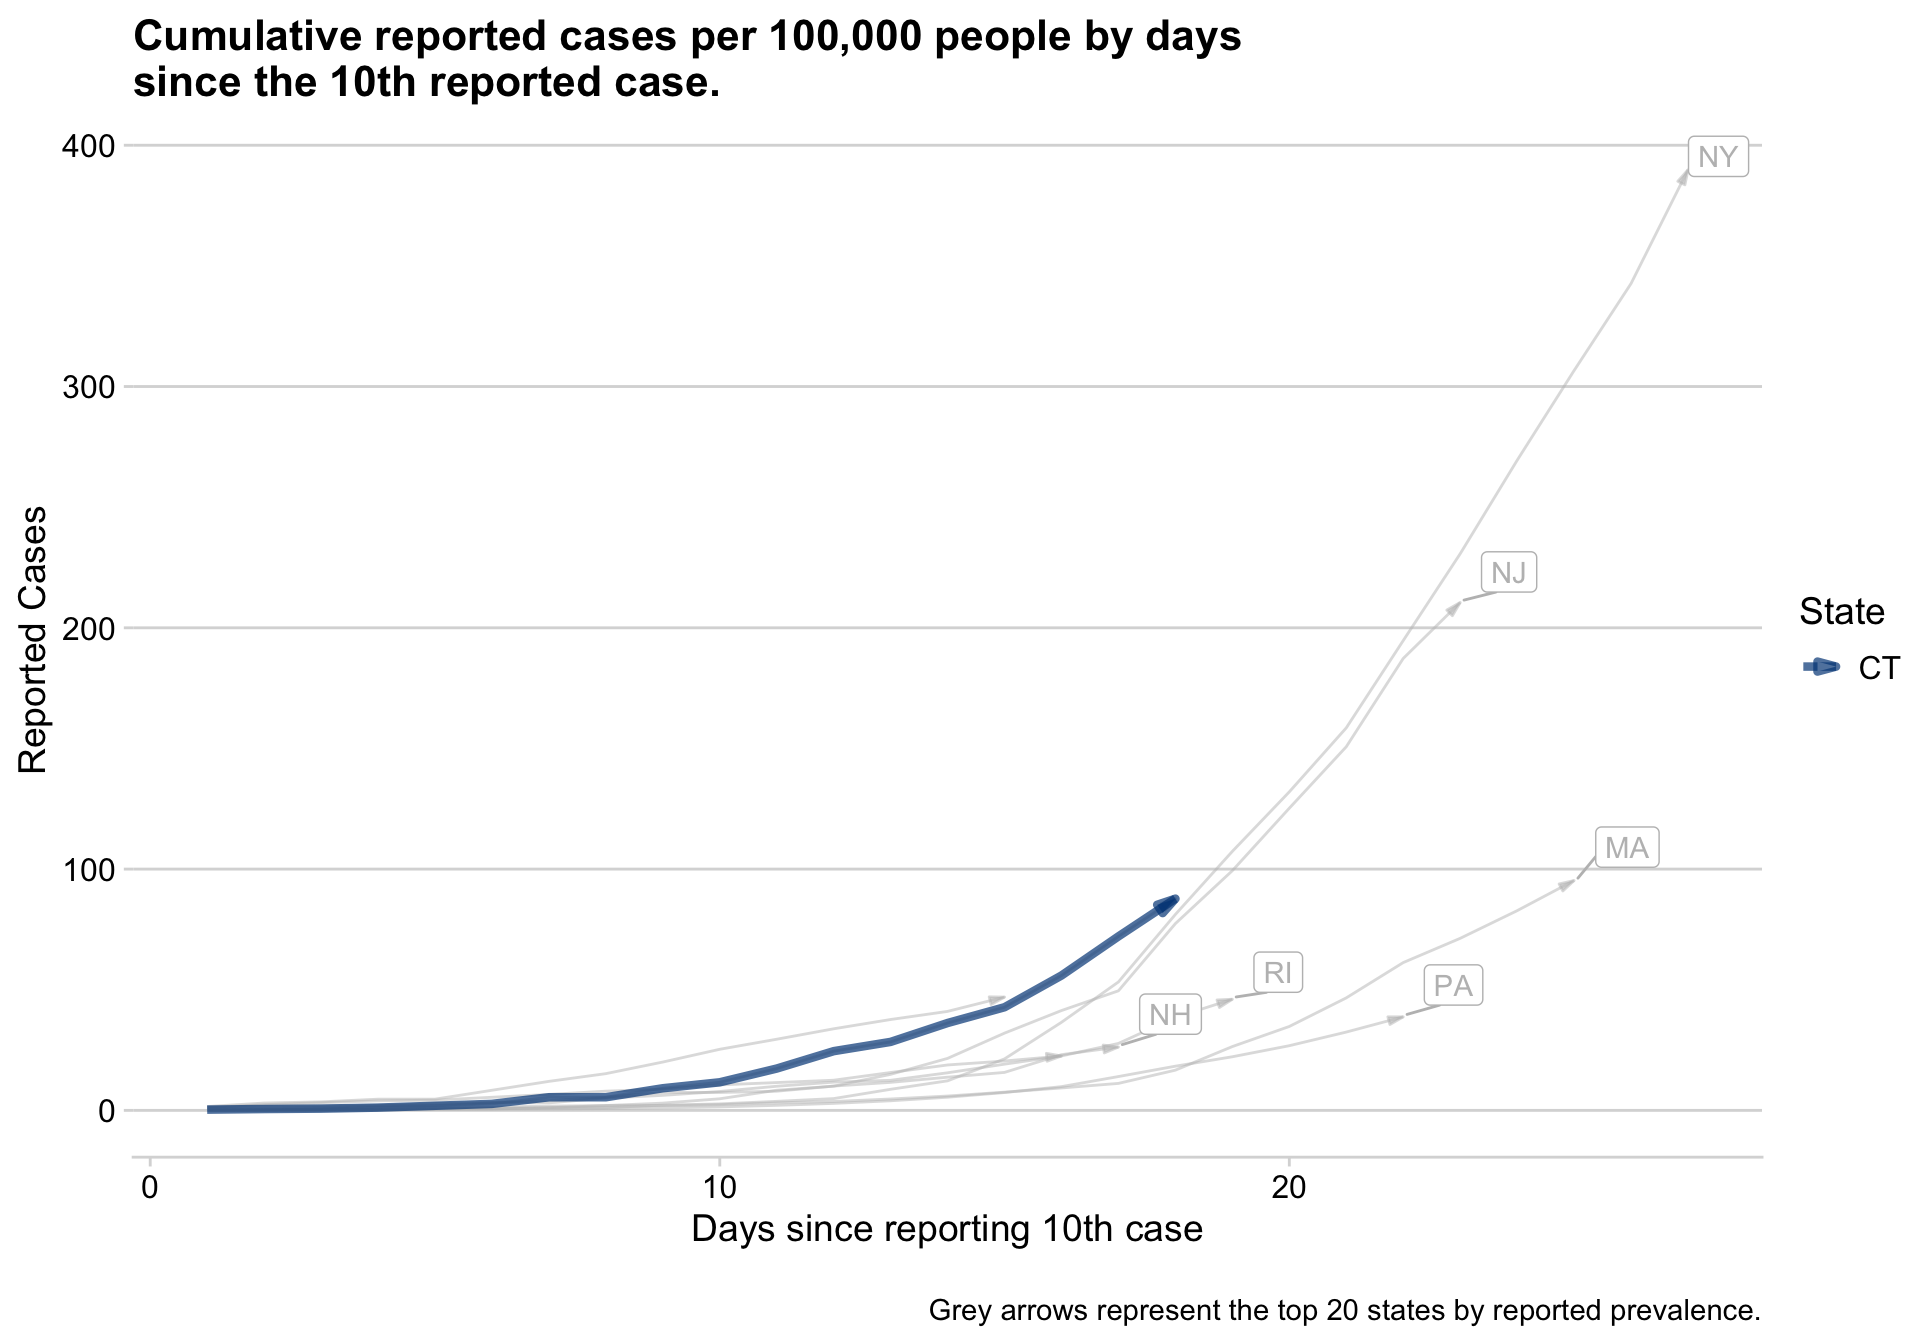 Cumulative reported cases per 100,000 people by days
since the 10th reported case.
400
300
200
100
0
Reported Cases
NY
NJ
MA
RI
PA
NH
State
CT
0
10
20
Days since reporting 10th case
Grey arrows represent the top 20 states by reported prevalence.